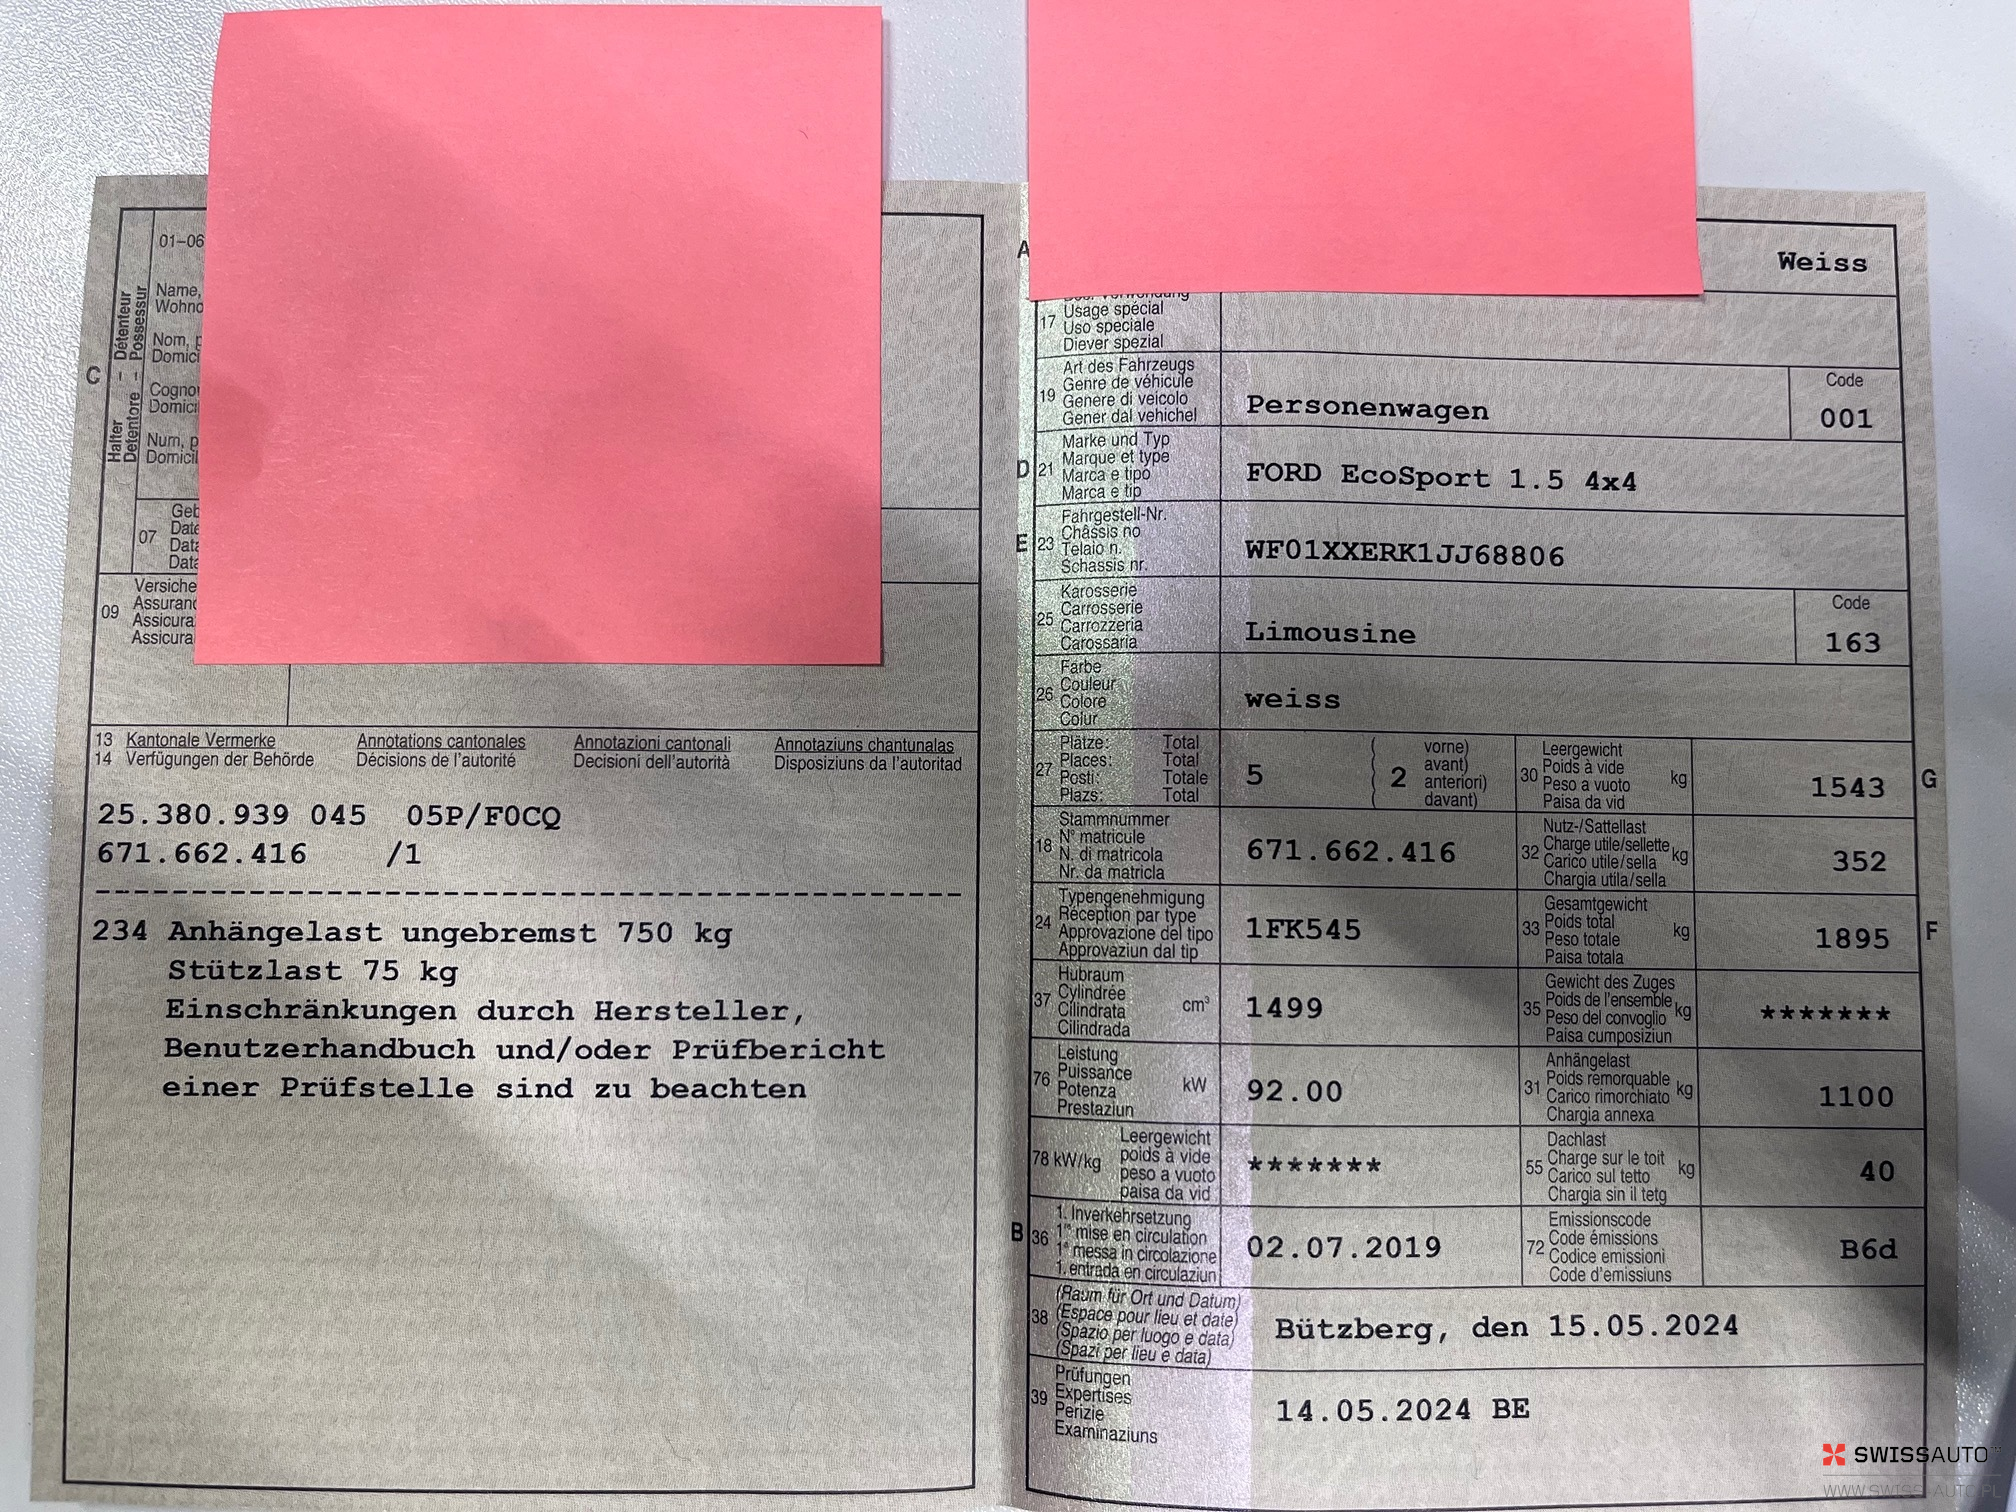 C
Halter – Détenteur
Detentore – Possessur
01–06
Name,
Wohno
Nom, p
Domici
Cogno
Domici
Num, p
Domicil
07
Geb
Date
Data
Data
09
Versiche
Assuran
Assicura
Assicura
13 Kantonale Vermerke Annotations cantonales Annotazioni cantonali Annotaziuns chantunalas
14 Verfügungen der Behörde Décisions de l'autorité Decisioni dell'autorità Disposiziuns da l'autoritad
25.380.939 045 05P/F0CQ
671.662.416 /1
234 Anhängelast ungebremst 750 kg
Stützlast 75 kg
Einschränkungen durch Hersteller,
Benutzerhandbuch und/oder Prüfbericht
einer Prüfstelle sind zu beachten
A
Weiss
17
Usage spécial
Uso speciale
Diever spezial
19
Art des Fahrzeugs
Genre de véhicule
Genere di veicolo
Gener dal vehichel
Personenwagen
Code
001
D 21
Marke und Typ
Marque et type
Marca e tipo
Marca e tip
FORD EcoSport 1.5 4x4
E 23
Fahrgestell-Nr.
Châssis no
Telaio n.
Schassis nr.
WF01XXERK1JJ68806
25
Karosserie
Carrosserie
Carrozzeria
Carossaria
Limousine
Code
163
26
Farbe
Couleur
Colore
Colur
weiss
27
Plätze: Total
Places: Total
Posti: Totale
Plazs: Total
5
2
vorne)
avant)
anteriori)
davant)
30
Leergewicht
Poids à vide
Peso a vuoto
Paisa da vid
kg
1543
G
18
Stammnummer
N° matricule
N. di matricola
Nr. da matricla
671.662.416
32
Nutz-/Sattellast
Charge utile/sellette
Carico utile/sella
Chargia utila/sella
kg
352
24
Typengenehmigung
Réception par type
Approvazione del tipo
Approvaziun dal tip
1FK545
33
Gesamtgewicht
Poids total
Peso totale
Paisa totala
kg
1895
F
37
Hubraum
Cylindrée
Cilindrata
Cilindrada
cm³
1499
35
Gewicht des Zuges
Poids de l'ensemble
Peso del convoglio
Paisa cumposiziun
kg
*******
76
Leistung
Puissance
Potenza
Prestaziun
kW
92.00
31
Anhängelast
Poids remorquable
Carico rimorchiato
Chargia annexa
kg
1100
78 kW/kg
Leergewicht
poids à vide
peso a vuoto
paisa da vid
*******
55
Dachlast
Charge sur le toit
Carico sul tetto
Chargia sin il tetg
kg
40
B 36
1. Inverkehrsetzung
1re mise en circulation
1a messa in circolazione
1. entrada en circulaziun
02.07.2019
72
Emissionscode
Code émissions
Codice emissioni
Code d'emissiuns
B6d
38
(Raum für Ort und Datum)
(Espace pour lieu et date)
(Spazio per luogo e data)
(Spazi per lieu e data)
Bützberg, den 15.05.2024
39
Prüfungen
Expertises
Perizie
Examinaziuns
14.05.2024 BE
SWISSAUTO
WWW.SWISS-AUTO.PL